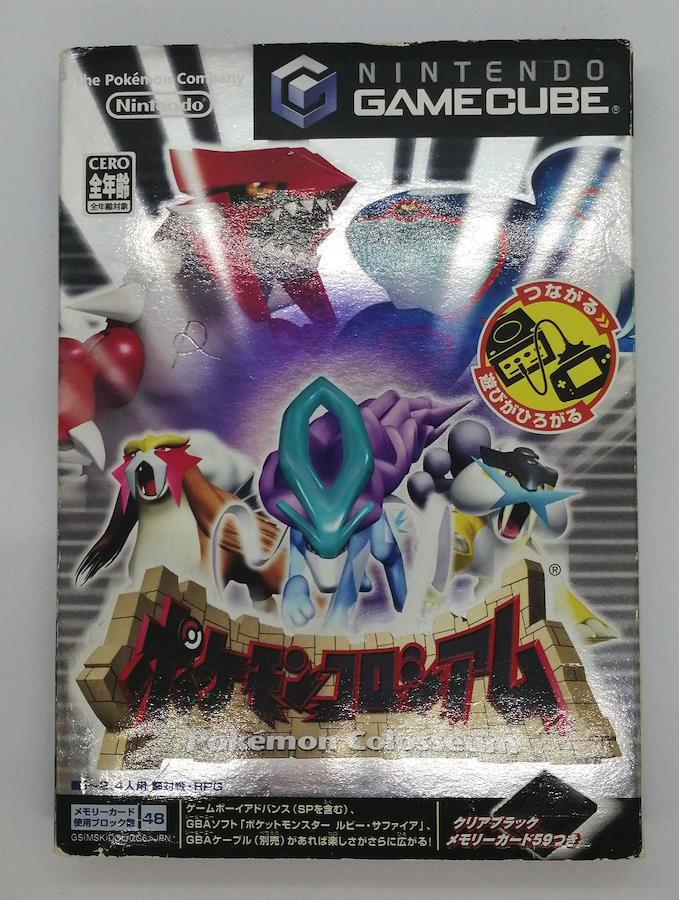 The Pokémon Company
Nintendo
NINTENDO
GAMECUBE®
CERO
全年齢
全年齢対象
つながる
遊びがひろがる
®
ポケモンコロシアム
Pokémon Colosseum
2,4人用
・RPG
メモリーカード
使用ブロック数
48
ゲームボーイアドバンス(SPを含む)、
GBAソフト「ポケットモンスター ルビー・サファイア」、
GBAケーブル(別売)があれば楽しさがさらに広がる!
クリアブラック
メモリーカード59つき